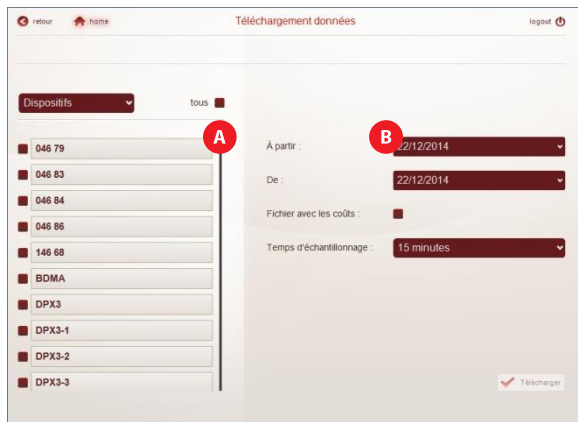 retour home Téléchargement données logout
Dispositifs tous
A
B
046 79
046 83
046 84
046 86
146 68
BDMA
DPX3
DPX3-1
DPX3-2
DPX3-3
À partir : 22/12/2014
De : 22/12/2014
Fichier avec les coûts :
Temps d'échantillonnage : 15 minutes
Télécharger